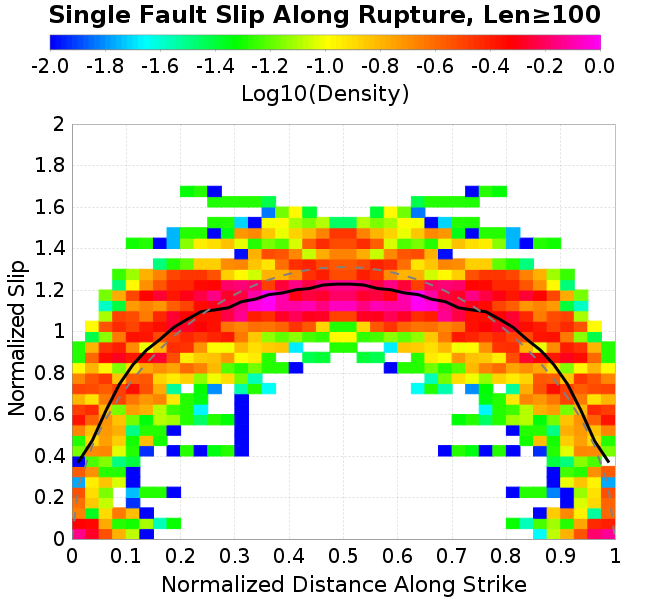 Single Fault Slip Along Rupture, Len≥100
-2.0 -1.8 -1.6 -1.4 -1.2 -1.0 -0.8 -0.6 -0.4 -0.2 0.0
Log10(Density)
2
1.8
1.6
1.4
1.2
1
0.8
0.6
0.4
0.2
0
Normalized Slip
0 0.1 0.2 0.3 0.4 0.5 0.6 0.7 0.8 0.9 1
Normalized Distance Along Strike